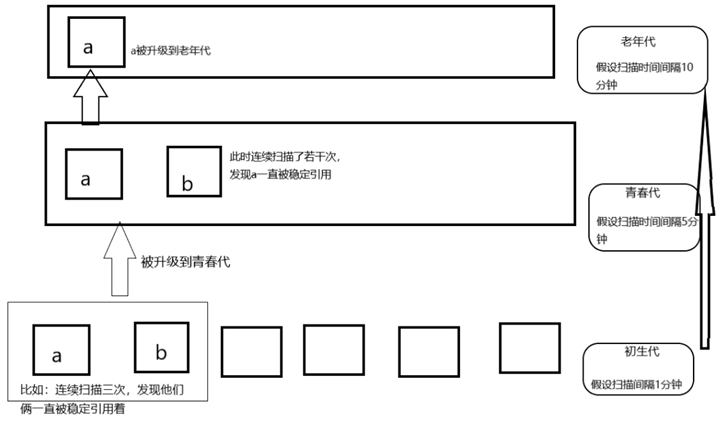 a
a被升级到老年代
老年代
假设扫描时间间隔10
分钟
a
b
此时连续扫描了若干次，
发现a一直被稳定引用
青春代
假设扫描时间间隔5分
钟
被升级到青春代
a
b
初生代
假设扫描间隔1分钟
比如：连续扫描三次，发现他们
俩一直被稳定引用着